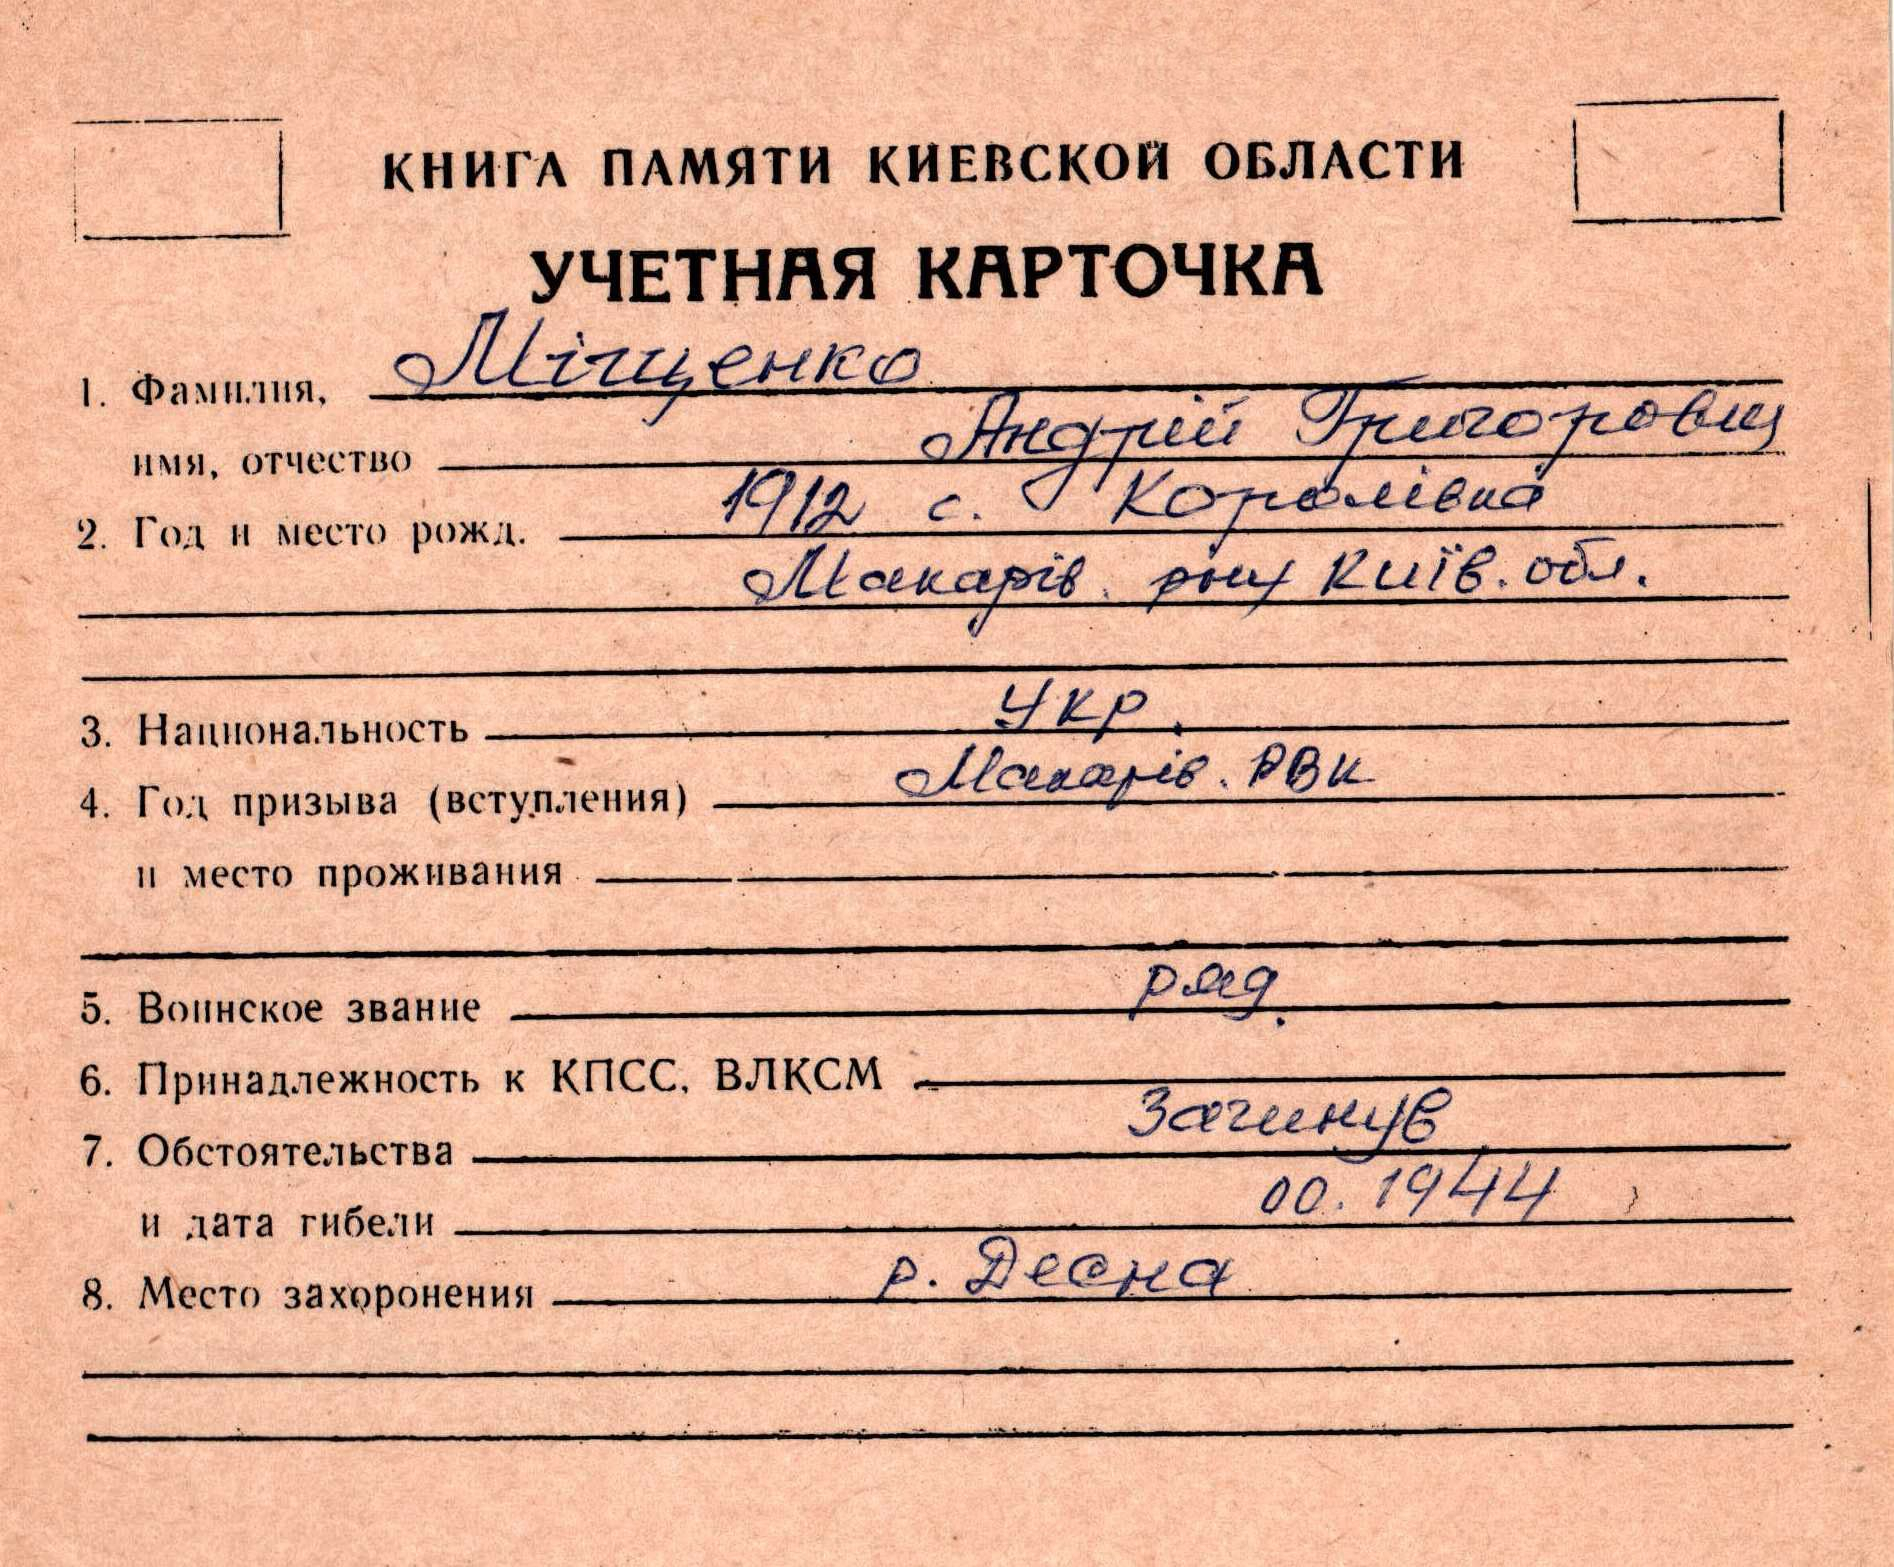 КНИГА ПАМЯТИ КИЕВСКОЙ ОБЛАСТИ
УЧЕТНАЯ КАРТОЧКА
1. Фамилия, Міщенко
имя, отчество Андрій Григорович
2. Год и место рожд. 1912 с. Королівка
Макарів. р-ну Київ. обл.
3. Национальность Укр.
4. Год призыва (вступления) Макарів. РВК
и место проживания
5. Воинское звание ряд.
6. Принадлежность к КПСС, ВЛКСМ
7. Обстоятельства Загинув
и дата гибели 00.1944
8. Место захоронения р. Десна